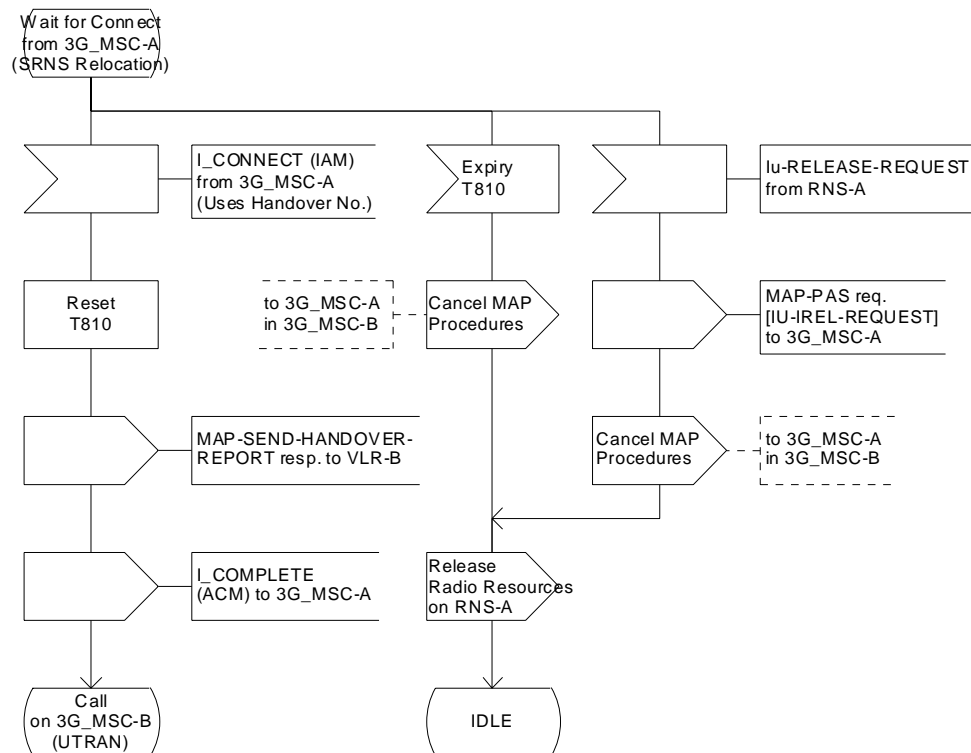 Wait for Connect
from 3G_MSC-A
(SRNS Relocation)
I_CONNECT (IAM)
from 3G_MSC-A
(Uses Handover No.)
Expiry
T810
Iu-RELEASE-REQUEST
from RNS-A
Reset
T810
to 3G_MSC-A
in 3G_MSC-B
Cancel MAP
Procedures
MAP-PAS req.
[IU-IREL-REQUEST]
to 3G_MSC-A
MAP-SEND-HANDOVER-
REPORT resp. to VLR-B
Cancel MAP
Procedures
to 3G_MSC-A
in 3G_MSC-B
I_COMPLETE
(ACM) to 3G_MSC-A
Release
Radio Resources
on RNS-A
Call
on 3G_MSC-B
(UTRAN)
IDLE